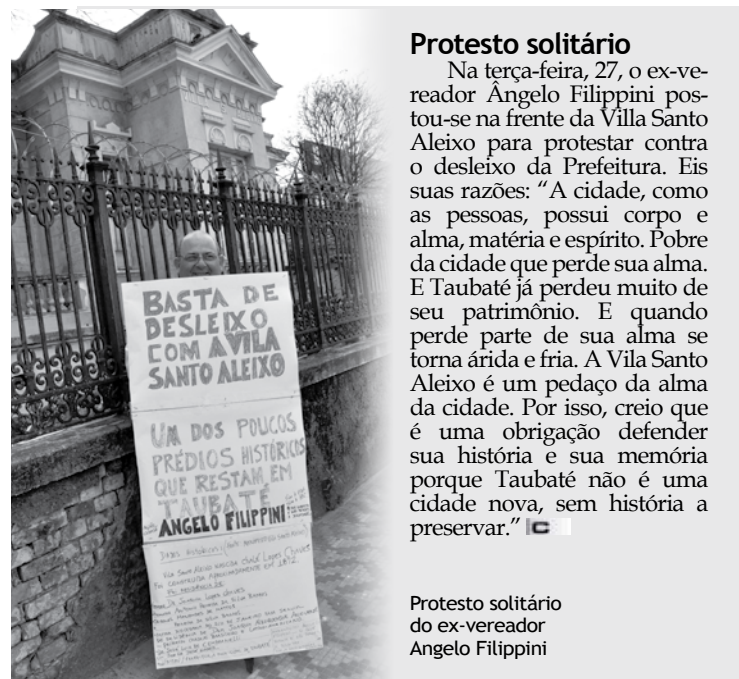 Protesto solitário
Na terça-feira, 27, o ex-ve-
reador Ângelo Filippini pos-
tou-se na frente da Villa Santo
Aleixo para protestar contra
o desleixo da Prefeitura. Eis
suas razões: “A cidade, como
as pessoas, possui corpo e
alma, matéria e espírito. Pobre
da cidade que perde sua alma.
E Taubaté já perdeu muito de
seu patrimônio. E quando
perde parte de sua alma se
torna árida e fria. A Vila Santo
Aleixo é um pedaço da alma
da cidade. Por isso, creio que
é uma obrigação defender
sua história e sua memória
porque Taubaté não é uma
cidade nova, sem história a
preservar.”
Protesto solitário
do ex-vereador
Angelo Filippini
BASTA DE
DESLEIXO
COM A VILA
SANTO ALEIXO
UM DOS POUCOS
PRÉDIOS HISTÓRICOS
QUE RESTAM EM
TAUBATÉ
ANGELO FILIPPINI